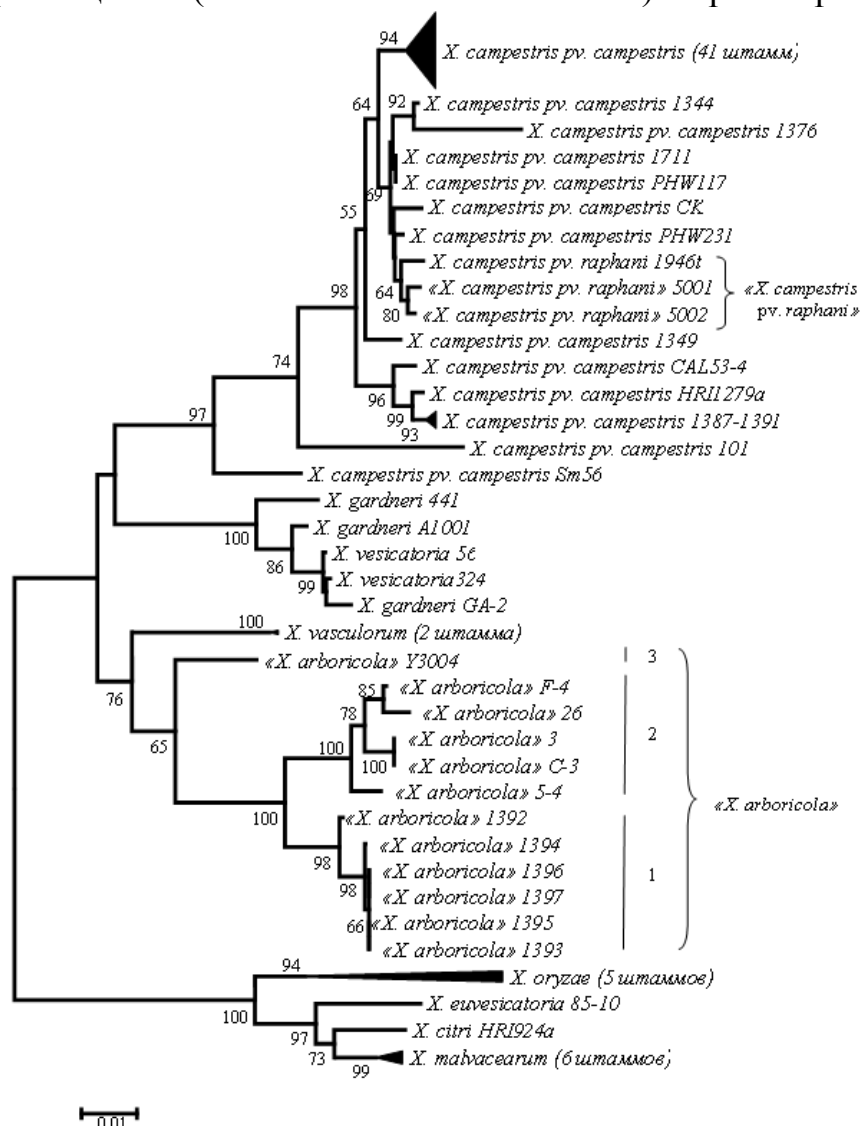 94
X. campestris pv. campestris (41 штамм)
64
92
X. campestris pv. campestris 1344
X. campestris pv. campestris 1376
X. campestris pv. campestris 1711
X. campestris pv. campestris PHW117
69
55
X. campestris pv. campestris CK
X. campestris pv. campestris PHW231
X. campestris pv. raphani 1946t
«X. campestris pv. raphani» 5001
64
«X. campestris pv. raphani» 5002
80
«X. campestris
pv. raphani»
98
X. campestris pv. campestris 1349
74
X. campestris pv. campestris CAL53-4
96
X. campestris pv. campestris HRI1279a
99
X. campestris pv. campestris 1387-1391
93
97
X. campestris pv. campestris 101
X. campestris pv. campestris Sm56
X. gardneri 441
100
X. gardneri A1001
86
X. vesicatoria 56
99
X. vesicatoria 324
X. gardneri GA-2
100
X. vasculorum (2 штамма)
76
«X. arboricola» Y3004
3
65
85
«X. arboricola» F-4
78
«X. arboricola» 26
100
«X. arboricola» 3
2
100
«X. arboricola» C-3
«X. arboricola» 5-4
«X. arboricola»
100
«X. arboricola» 1392
98
«X. arboricola» 1394
98
«X. arboricola» 1396
1
«X. arboricola» 1397
66
«X. arboricola» 1395
«X. arboricola» 1393
94
X. oryzae (5 штаммов)
100
X. euvesicatoria 85-10
97
X. citri HRI924a
73
X. malvacearum (6 штаммов)
99
0.01